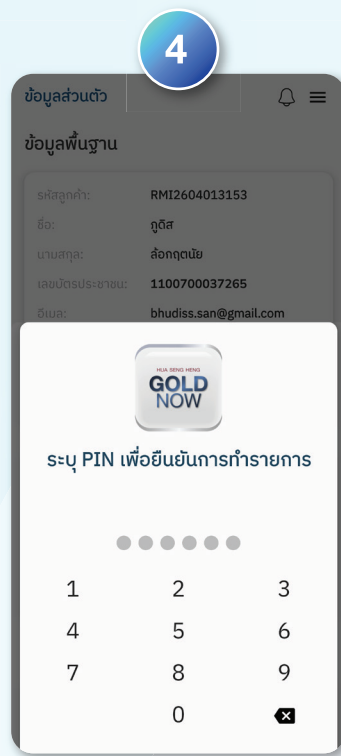 4
ข้อมูลส่วนตัว
ข้อมูลพื้นฐาน
รหัสลูกค้า: RMI2604013153
ชื่อ: ภูดิส
นามสกุล: ล้อกฤตนัย
เลขบัตรประชาชน: 1100700037265
อีเมล: bhudiss.san@gmail.com
HUA SENG HENG
GOLD
NOW
ระบุ PIN เพื่อยืนยันการทำรายการ
1 2 3
4 5 6
7 8 9
0